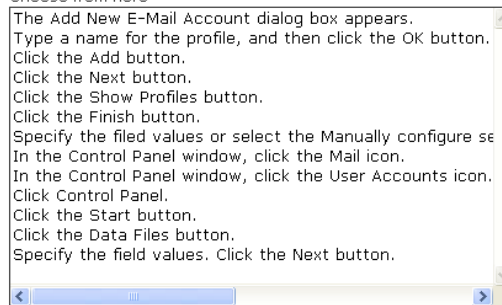 The Add New E-Mail Account dialog box appears.
Type a name for the profile, and then click the OK button.
Click the Add button.
Click the Next button.
Click the Show Profiles button.
Click the Finish button.
Specify the filed values or select the Manually configure se
In the Control Panel window, click the Mail icon.
In the Control Panel window, click the User Accounts icon.
Click Control Panel.
Click the Start button.
Click the Data Files button.
Specify the field values. Click the Next button.